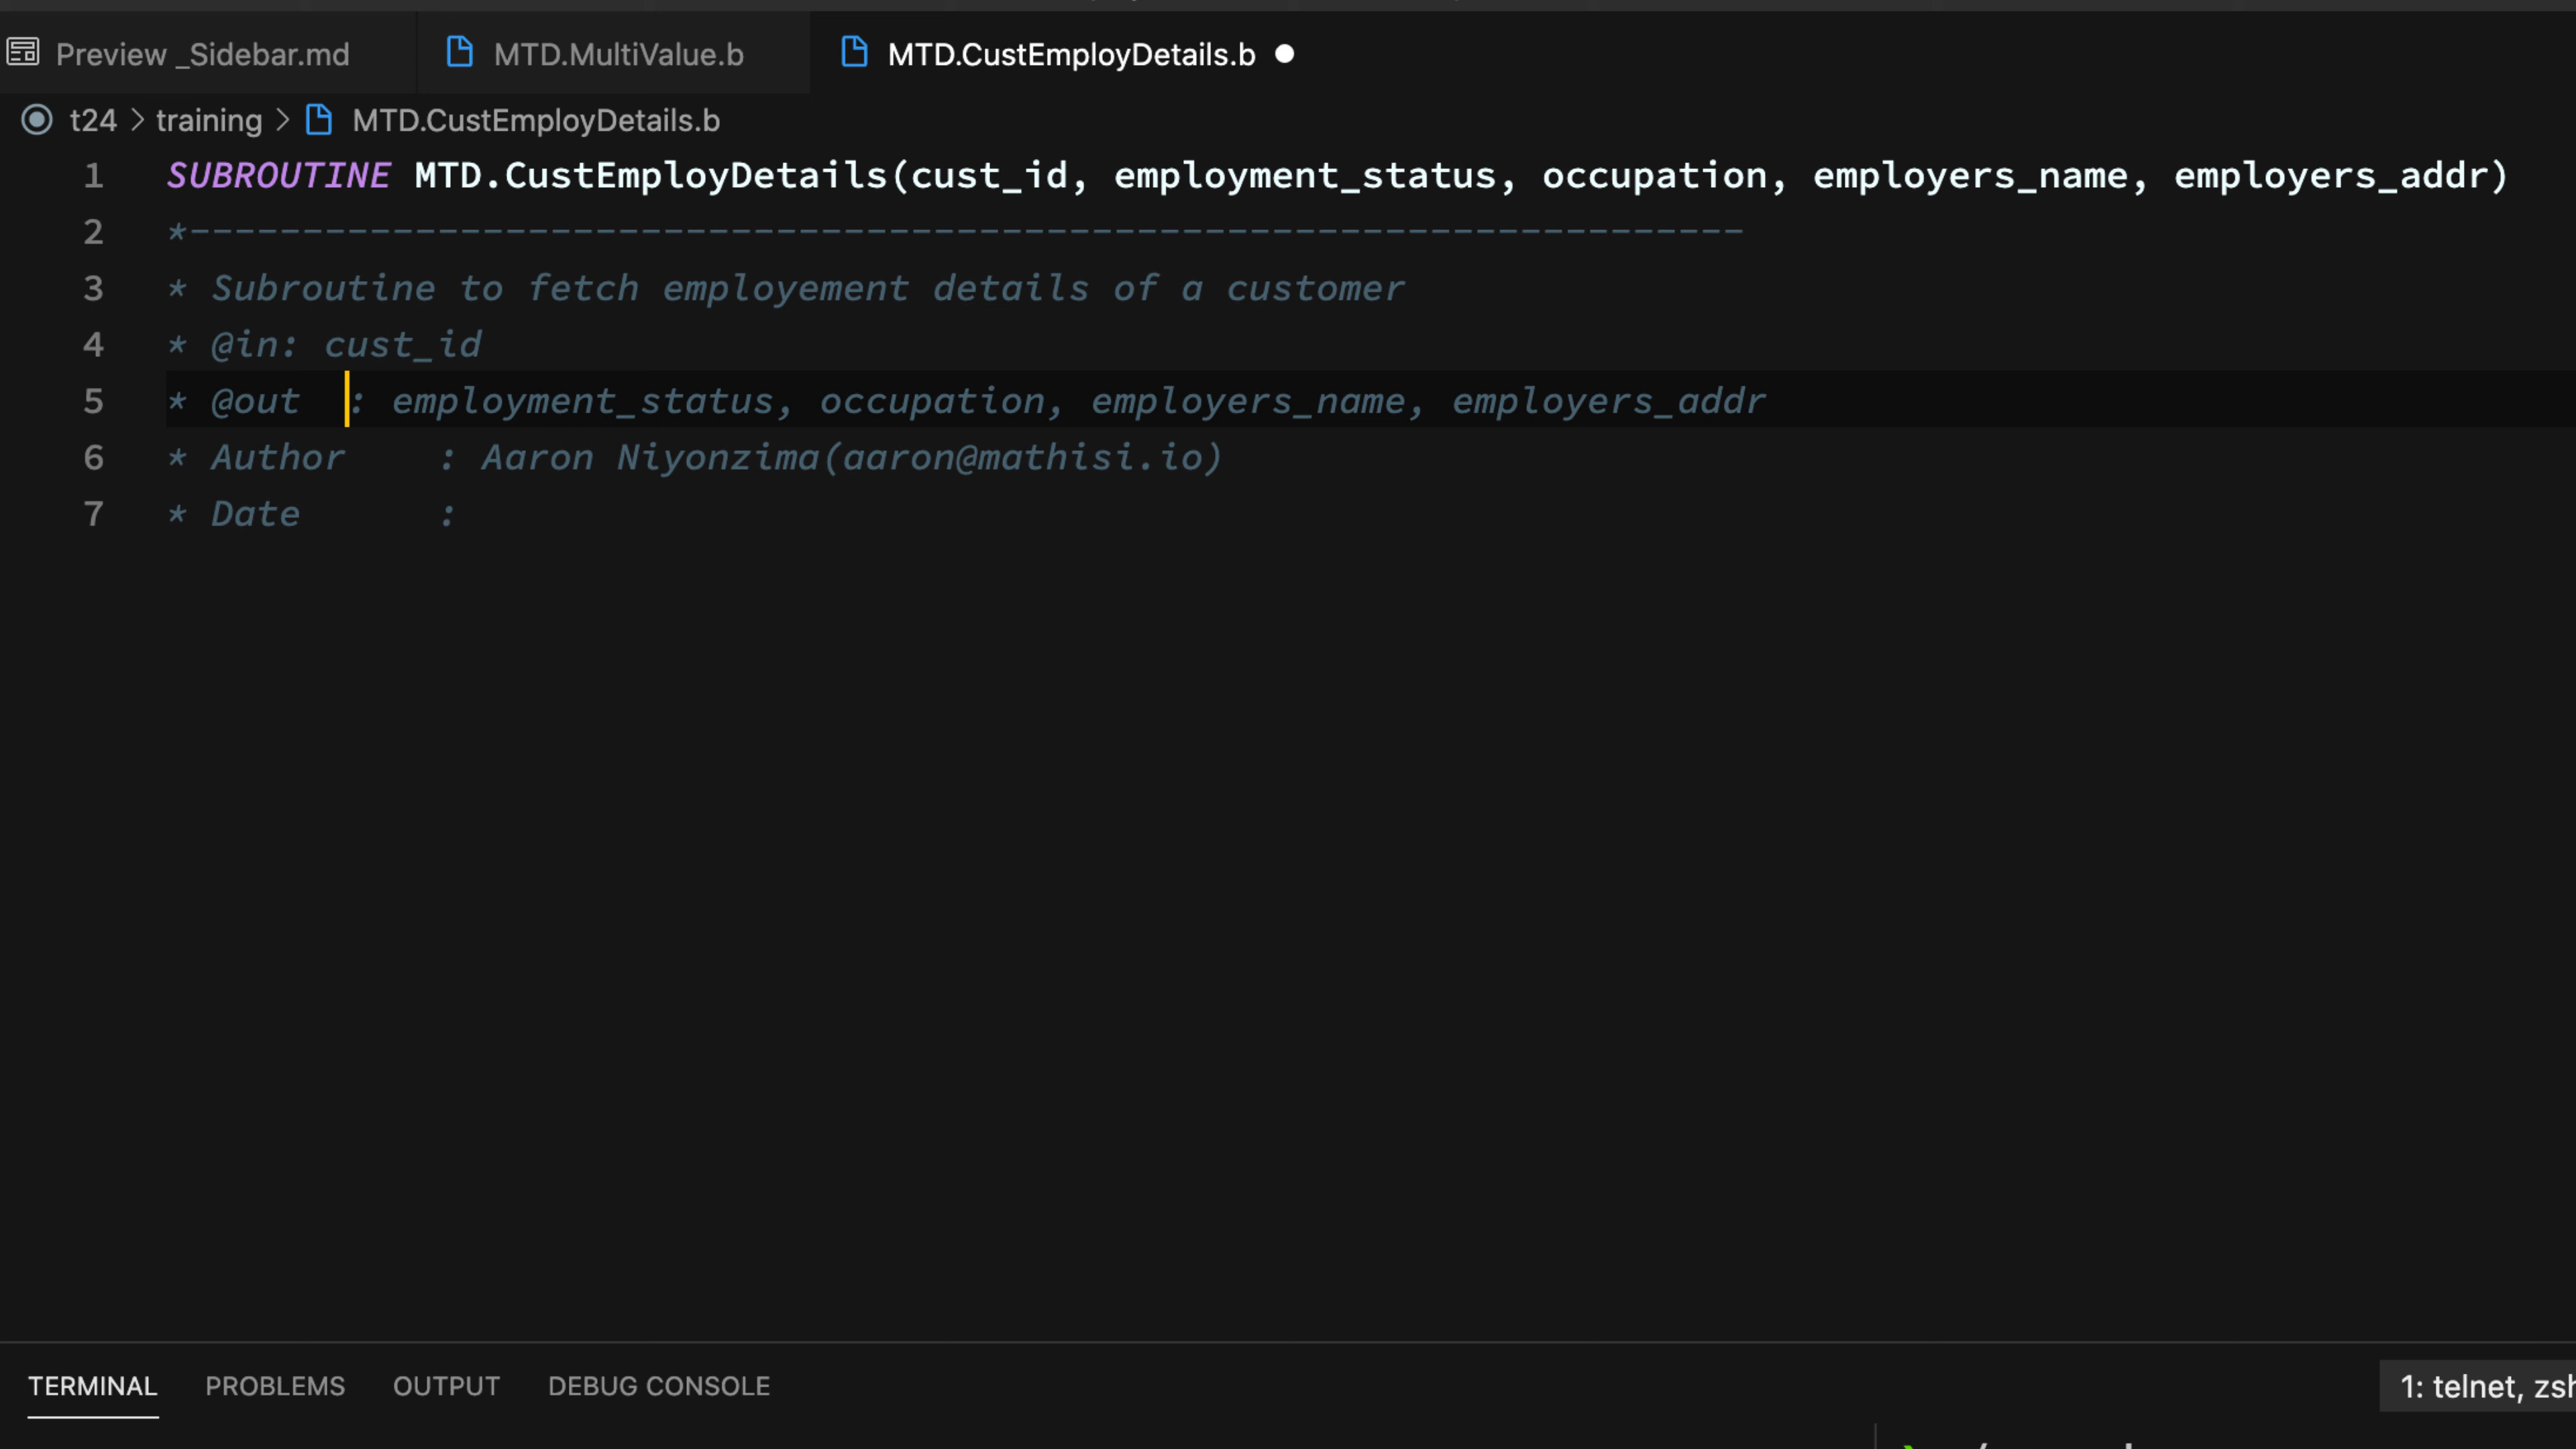 Preview _Sidebar.md MTD.MultiValue.b MTD.CustEmployDetails.b
t24 > training > MTD.CustEmployDetails.b
1 SUBROUTINE MTD.CustEmployDetails(cust_id, employment_status, occupation, employers_name, employers_addr)
2 *---------------------------------------------------------------------
3 * Subroutine to fetch employement details of a customer
4 * @in: cust_id
5 * @out  : employment_status, occupation, employers_name, employers_addr
6 * Author    : Aaron Niyonzima(aaron@mathisi.io)
7 * Date      :
TERMINAL PROBLEMS OUTPUT DEBUG CONSOLE 1: telnet, zsh